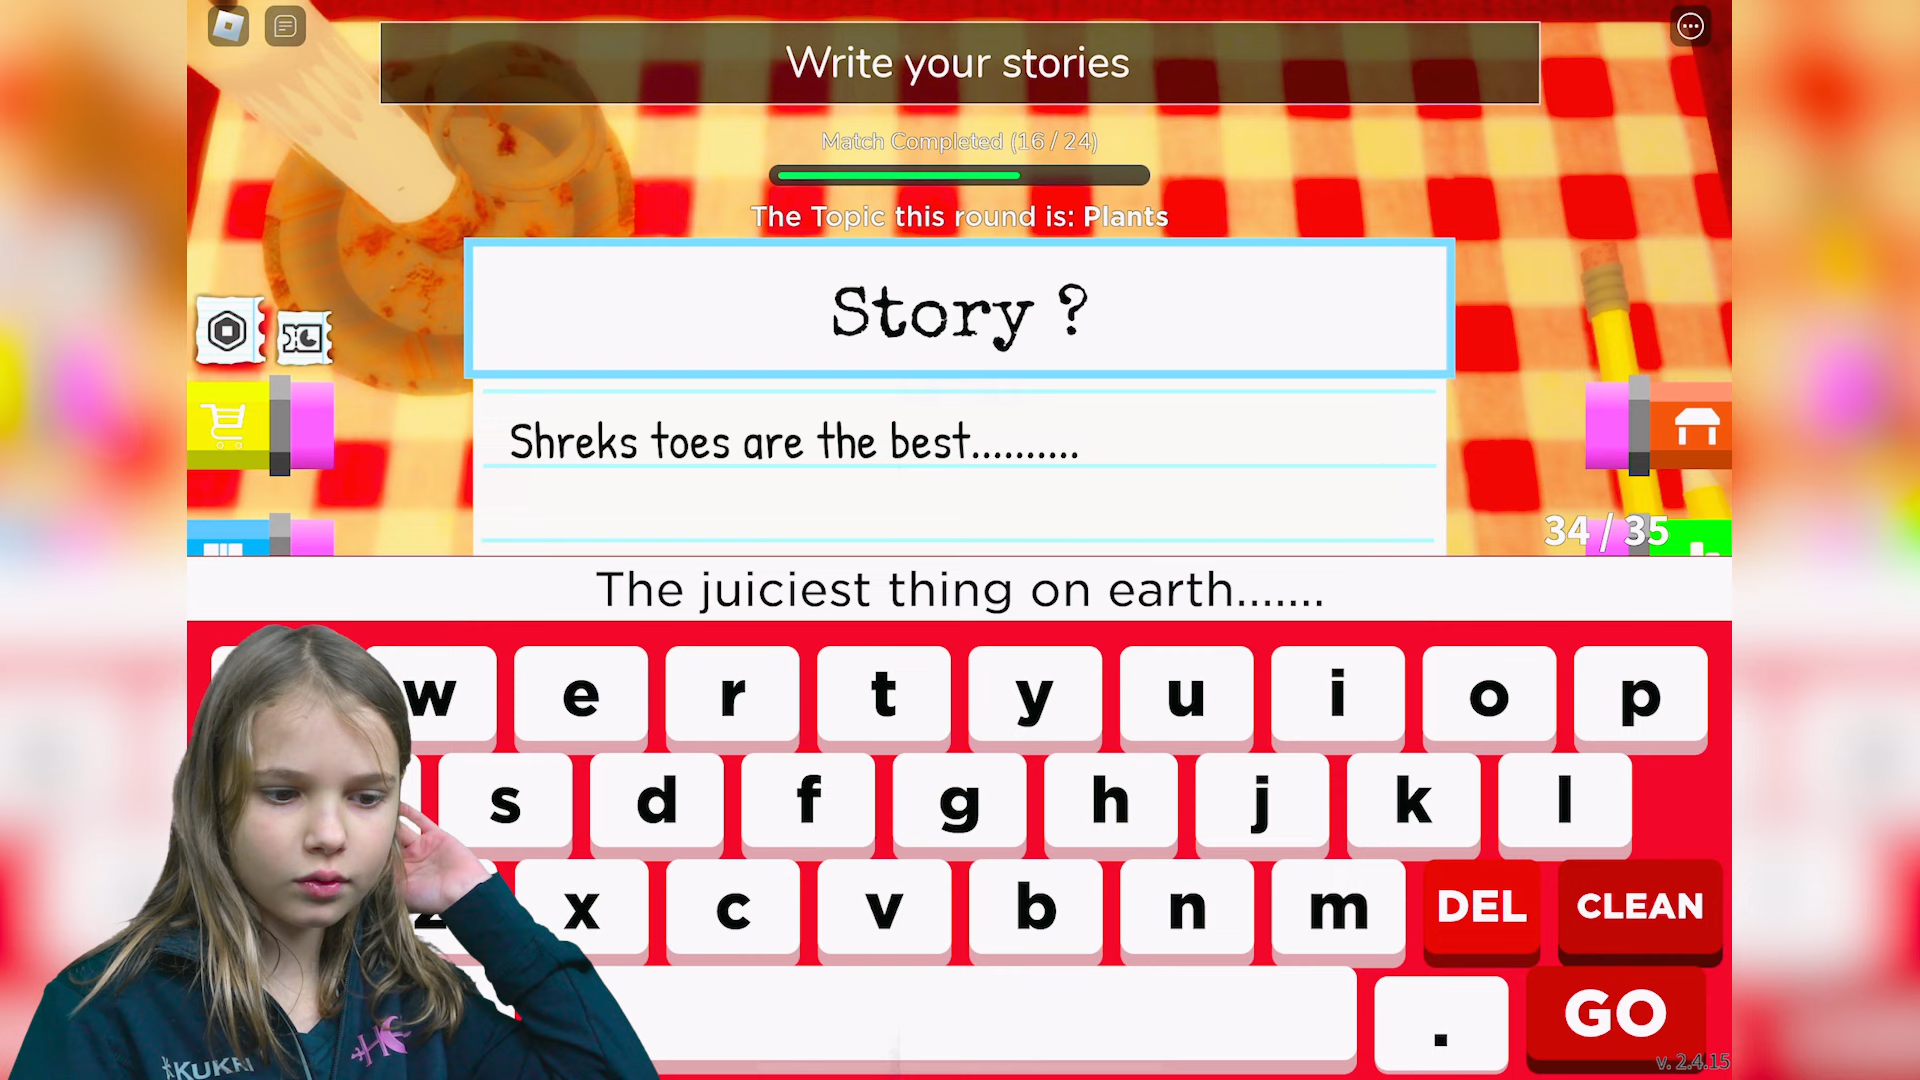 Write your stories
Match Completed (16 / 24)
The Topic this round is: Plants
Story ?
Shreks toes are the best..........
34 / 35
The juiciest thing on earth.......
w e r t y u i o p
s d f g h j k l
z x c v b n m DEL CLEAN
. GO
KUKRI
v. 2.4.15